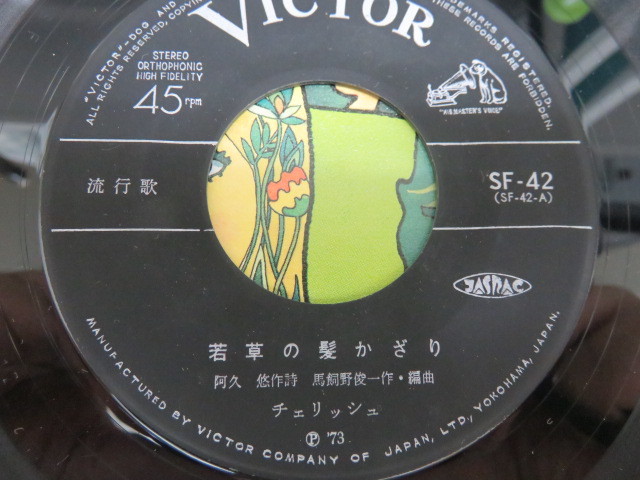 VICTOR
"VICTOR"-DOG AND
TRADEMARKS REGISTERED.
ALL RIGHTS RESERVED,
THESE RECORDS ARE FORBIDDEN.
STEREO
ORTHOPHONIC
HIGH FIDELITY
45rpm
"HIS MASTER'S VOICE"
流行歌
SF-42
(SF-42-A)
JASRAC
若草の髪かざり
阿久 悠作詩 馬飼野俊一作・編曲
チェリッシュ
Ⓟ '73
MANUFACTURED BY VICTOR COMPANY OF JAPAN, LTD., YOKOHAMA, JAPAN.